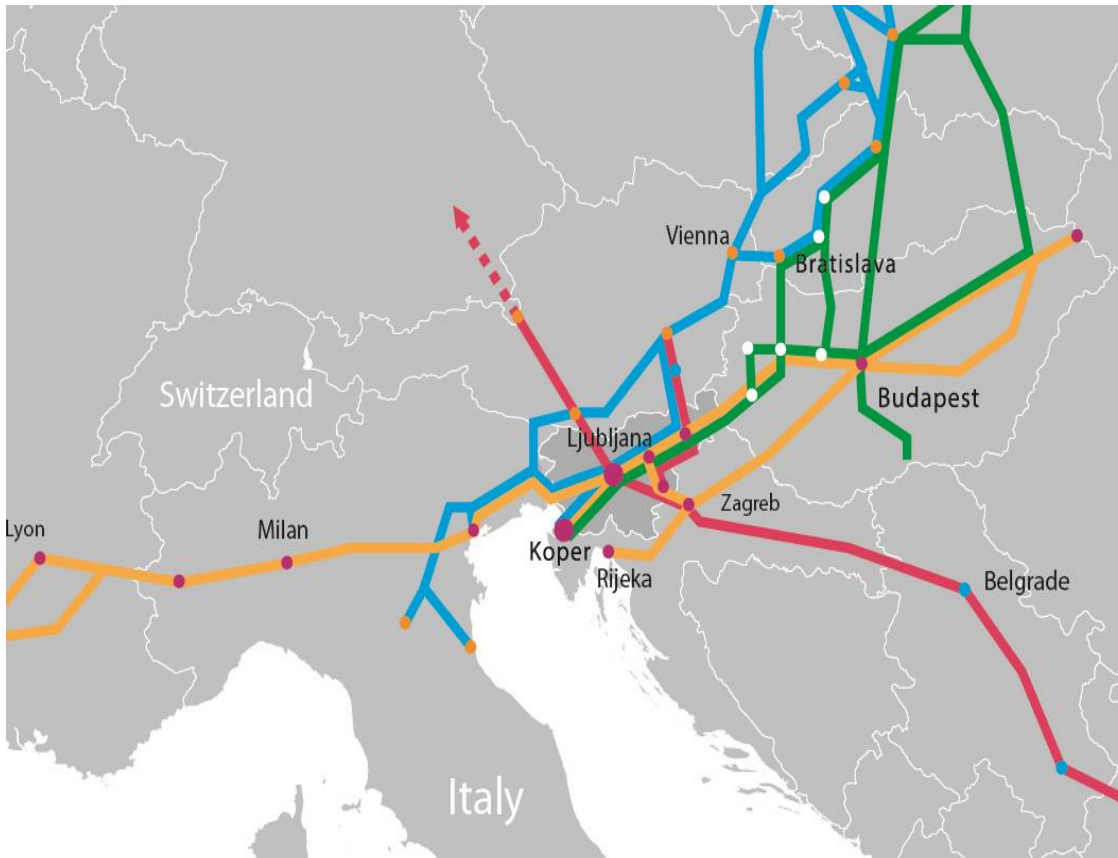 Vienna
Bratislava
Switzerland
Budapest
Ljubljana
Zagreb
Lyon
Milan
Koper
Rijeka
Belgrade
Italy